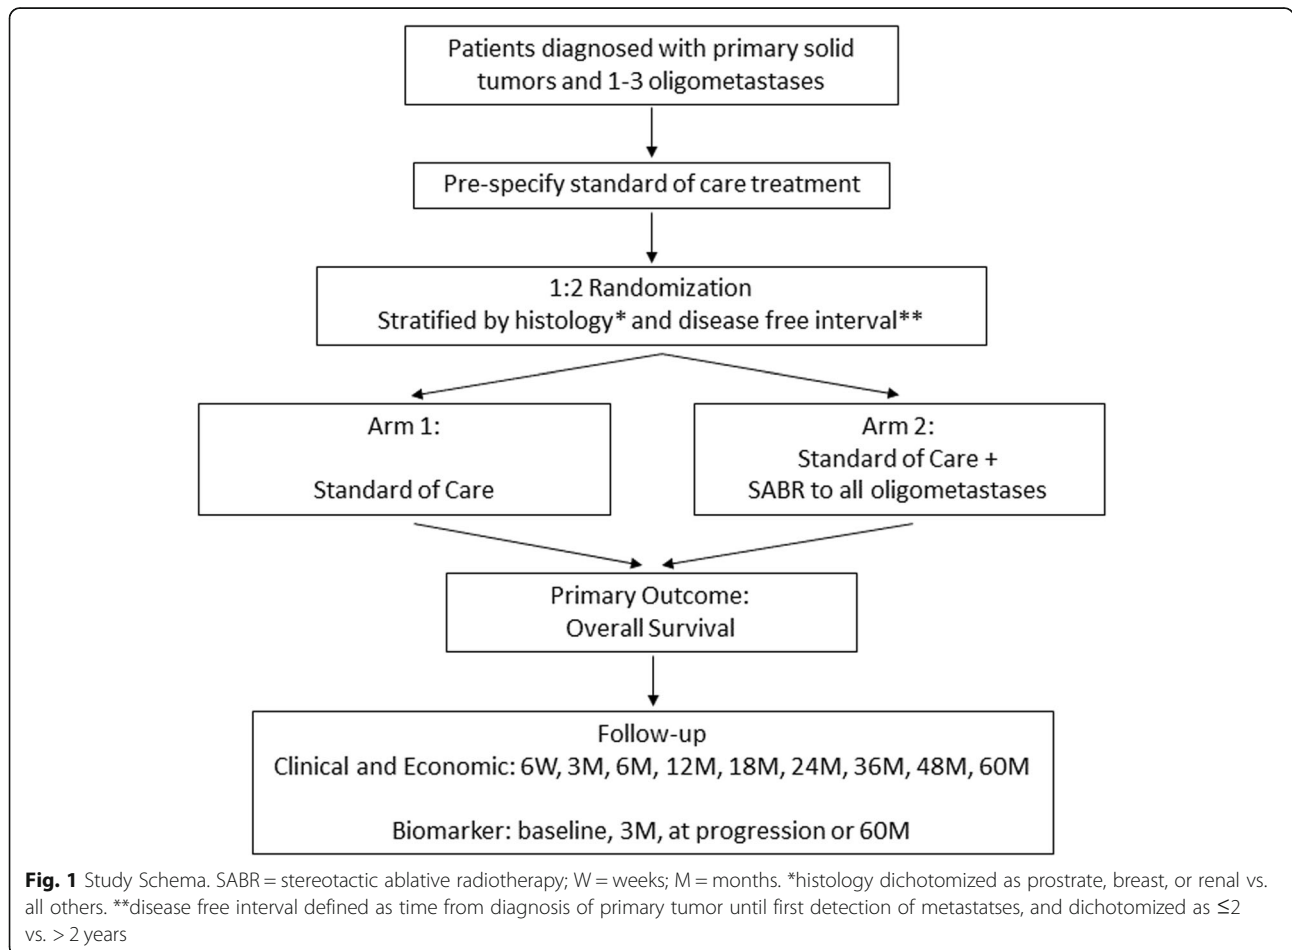 Patients diagnosed with primary solid
tumors and 1-3 oligometastases
Pre-specify standard of care treatment
1:2 Randomization
Stratified by histology* and disease free interval**
Arm 1:
Standard of Care
Arm 2:
Standard of Care +
SABR to all oligometastases
Primary Outcome:
Overall Survival
Follow-up
Clinical and Economic: 6W, 3M, 6M, 12M, 18M, 24M, 36M, 48M, 60M
Biomarker: baseline, 3M, at progression or 60M
Fig. 1 Study Schema. SABR = stereotactic ablative radiotherapy; W = weeks; M = months. *histology dichotomized as prostrate, breast, or renal vs.
all others. **disease free interval defined as time from diagnosis of primary tumor until first detection of metastatses, and dichotomized as ≤2
vs. > 2 years